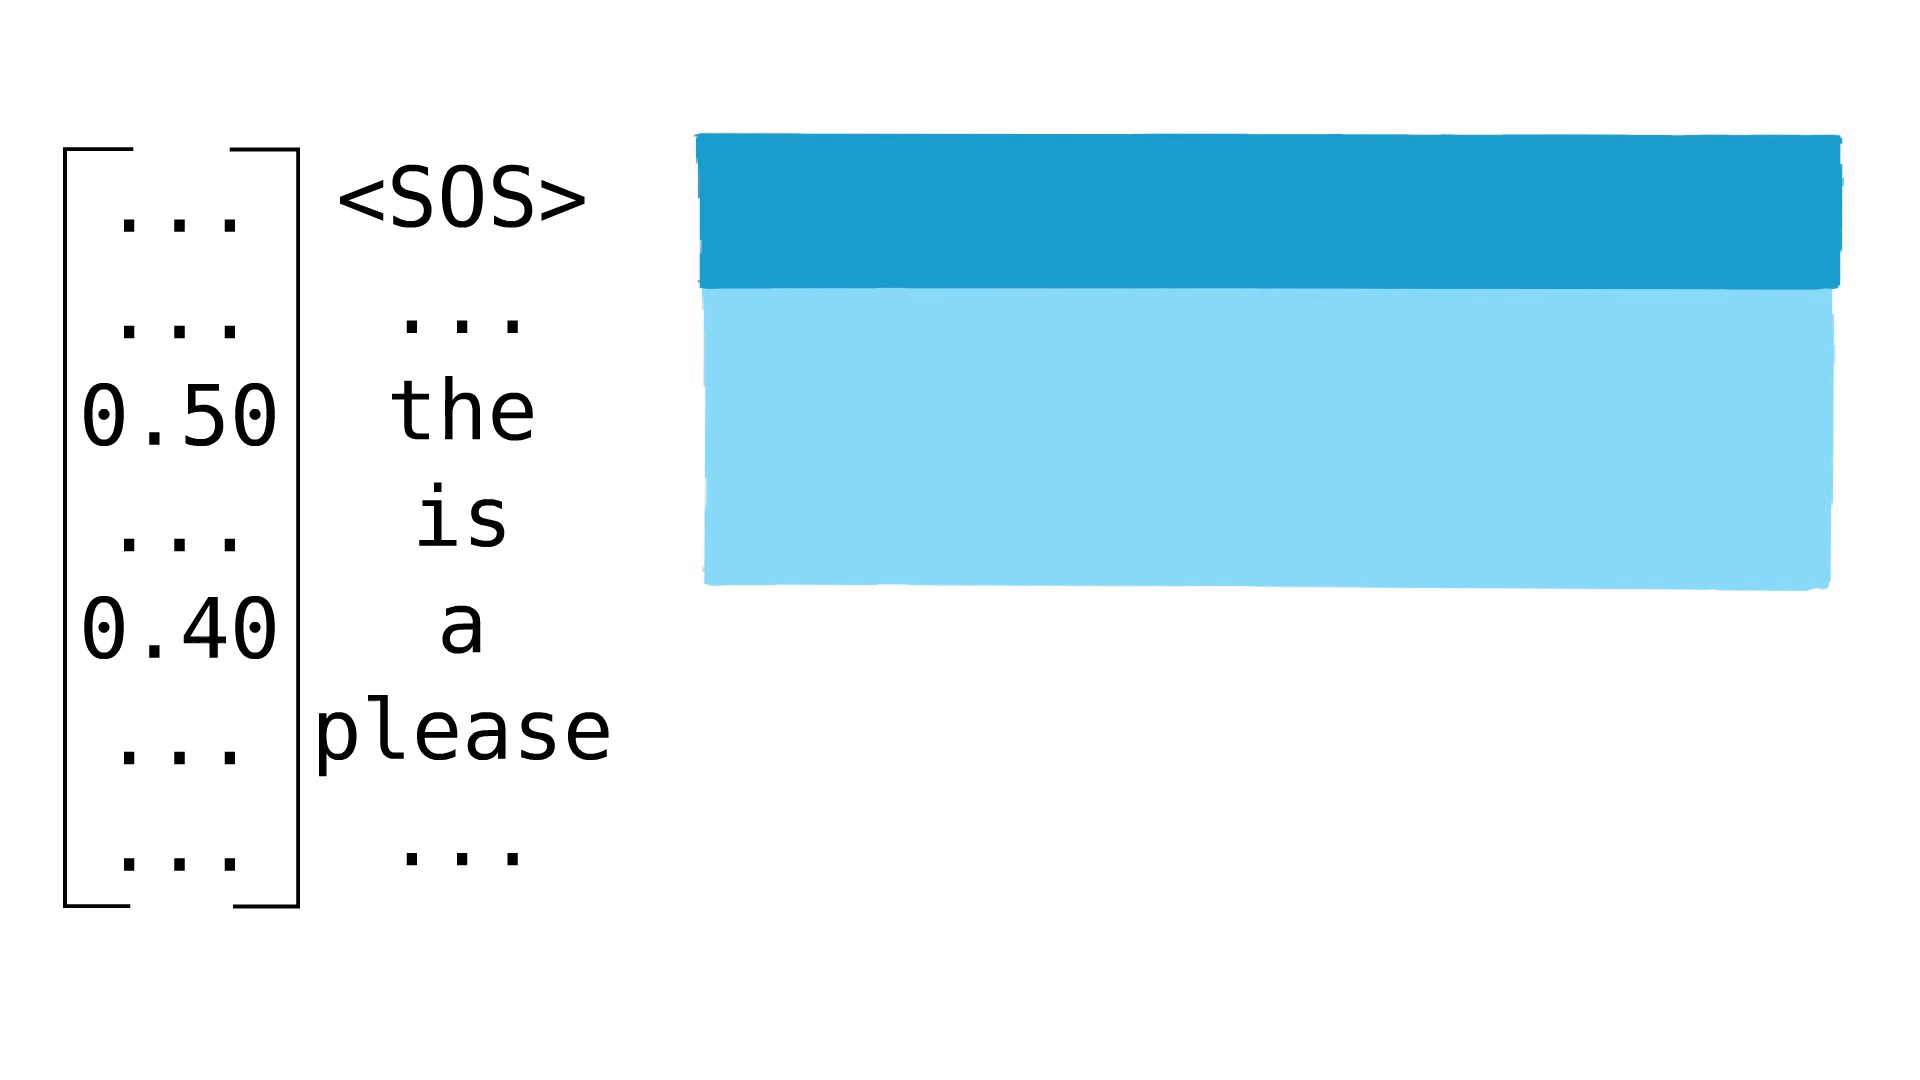 ... <SOS>
... ...
0.50 the
... is
0.40 a
... please
... ...